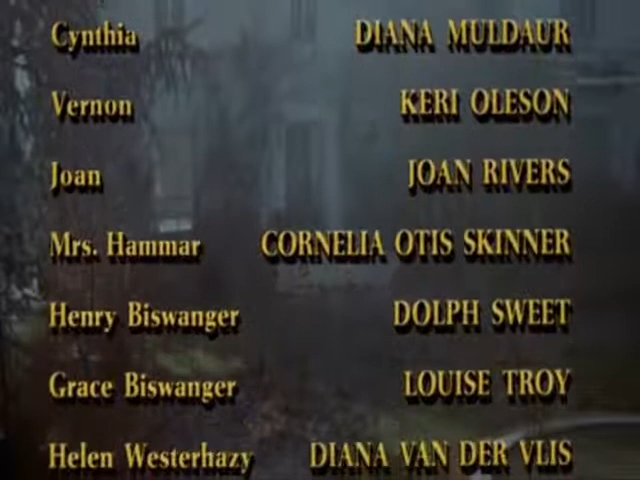 Cynthia DIANA MULDAUR
Vernon KERI OLESON
Joan JOAN RIVERS
Mrs. Hammar CORNELIA OTIS SKINNER
Henry Biswanger DOLPH SWEET
Grace Biswanger LOUISE TROY
Helen Westerhazy DIANA VAN DER VLIS